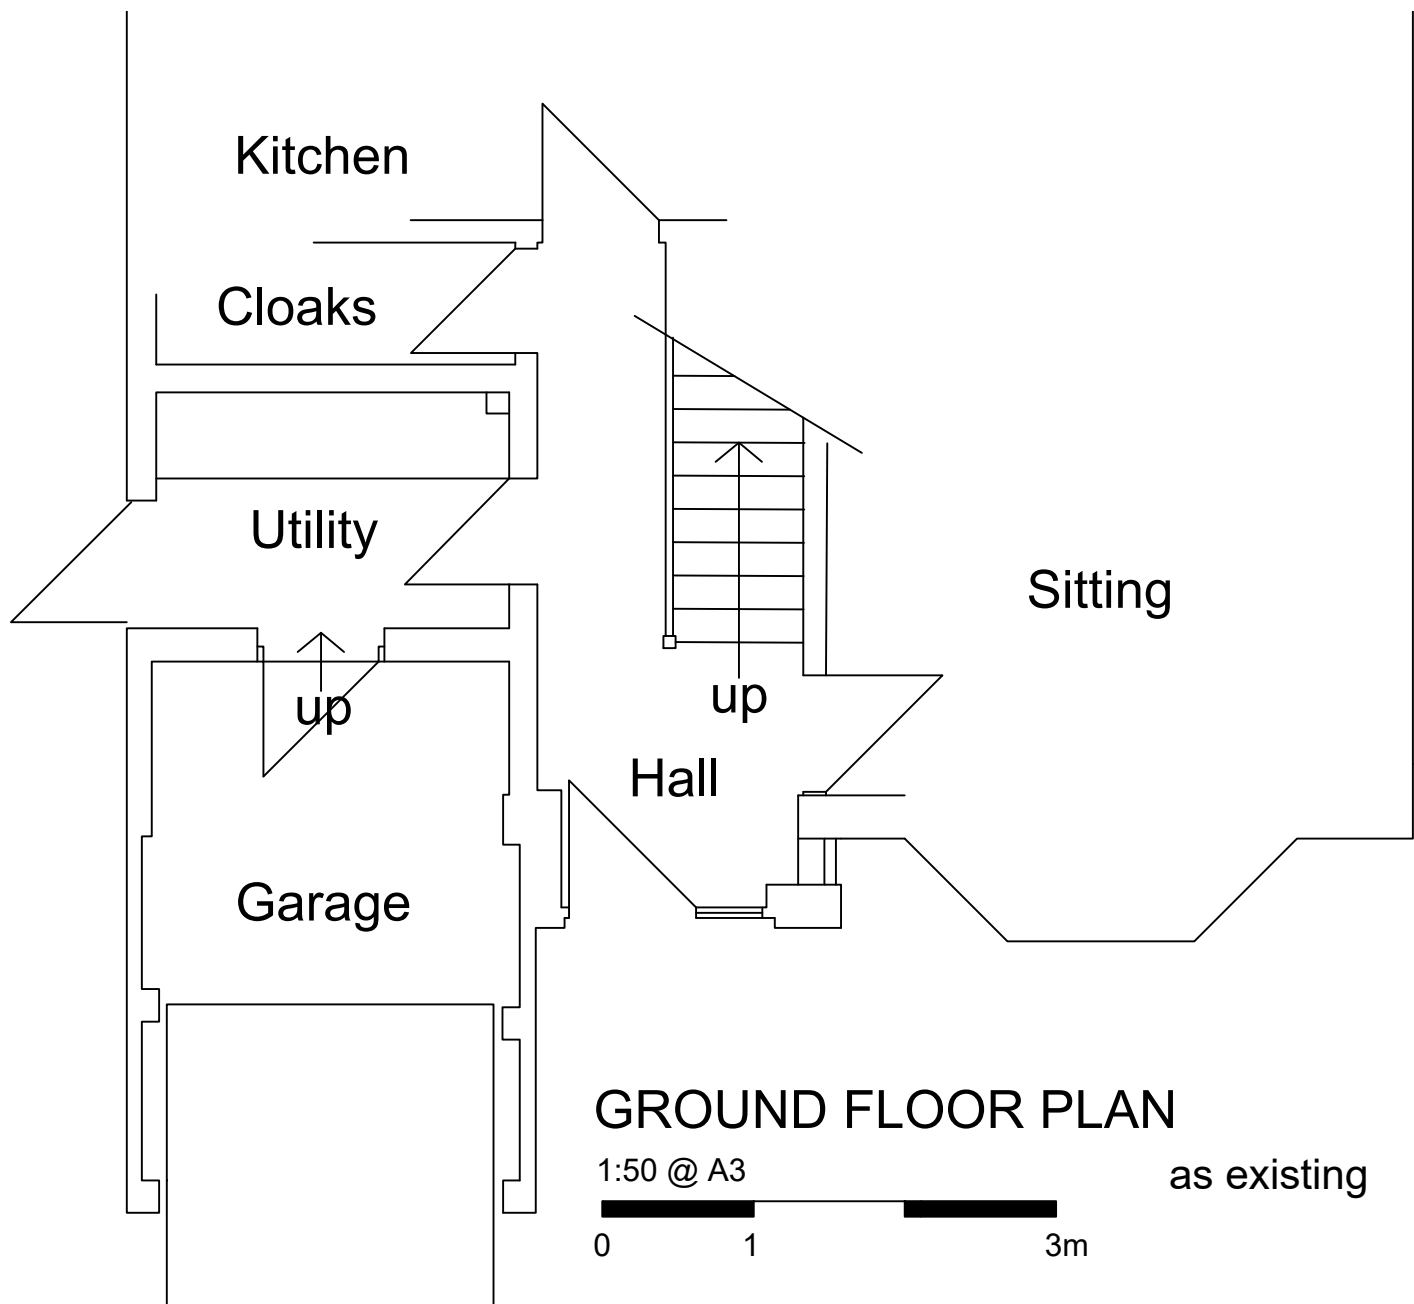 Kitchen
Cloaks
Utility
Sitting
up
up
Hall
Garage
GROUND FLOOR PLAN
1:50 @ A3
as existing
0 1 3m